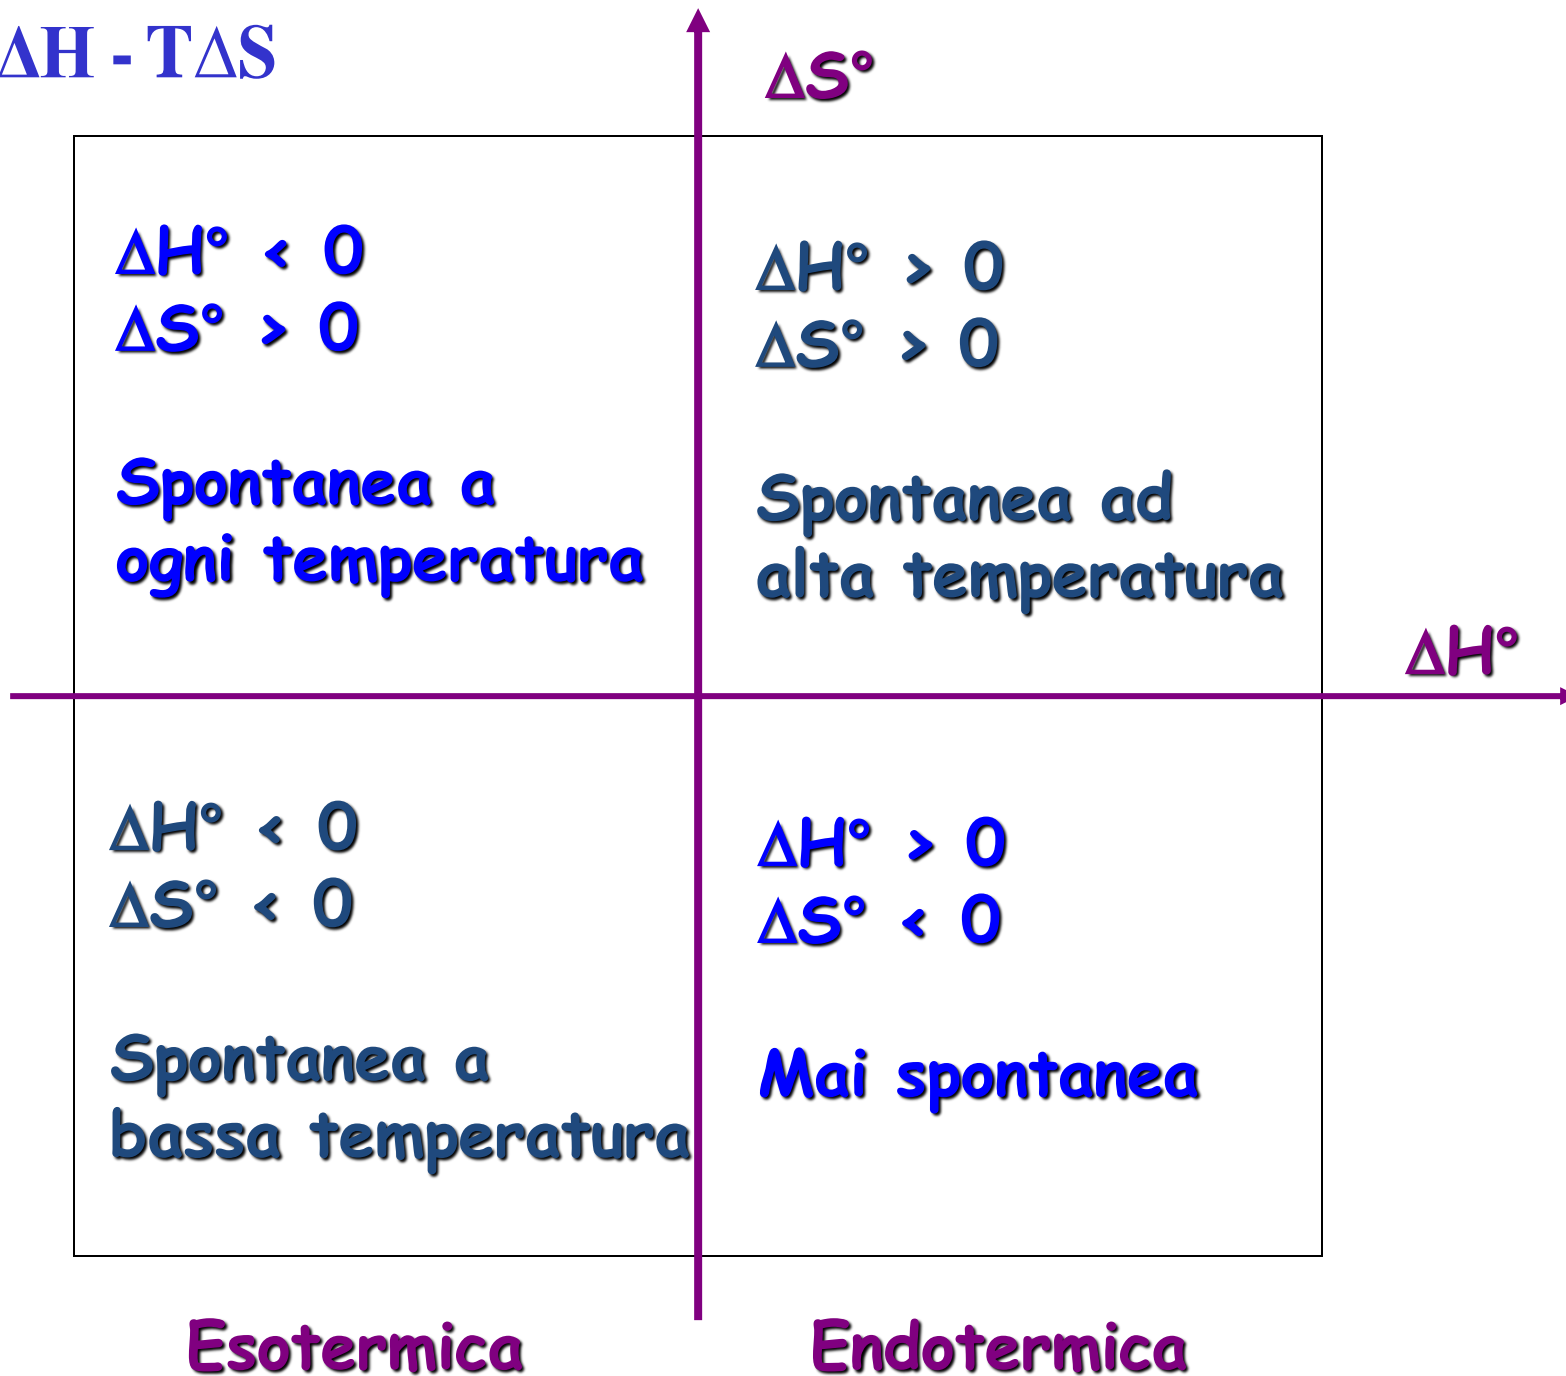 ΔH - TΔS
ΔS°
ΔH° < 0
ΔS° > 0
Spontanea a
ogni temperatura
ΔH° > 0
ΔS° > 0
Spontanea ad
alta temperatura
ΔH°
ΔH° < 0
ΔS° < 0
Spontanea a
bassa temperatura
ΔH° > 0
ΔS° < 0
Mai spontanea
Esotermica
Endotermica